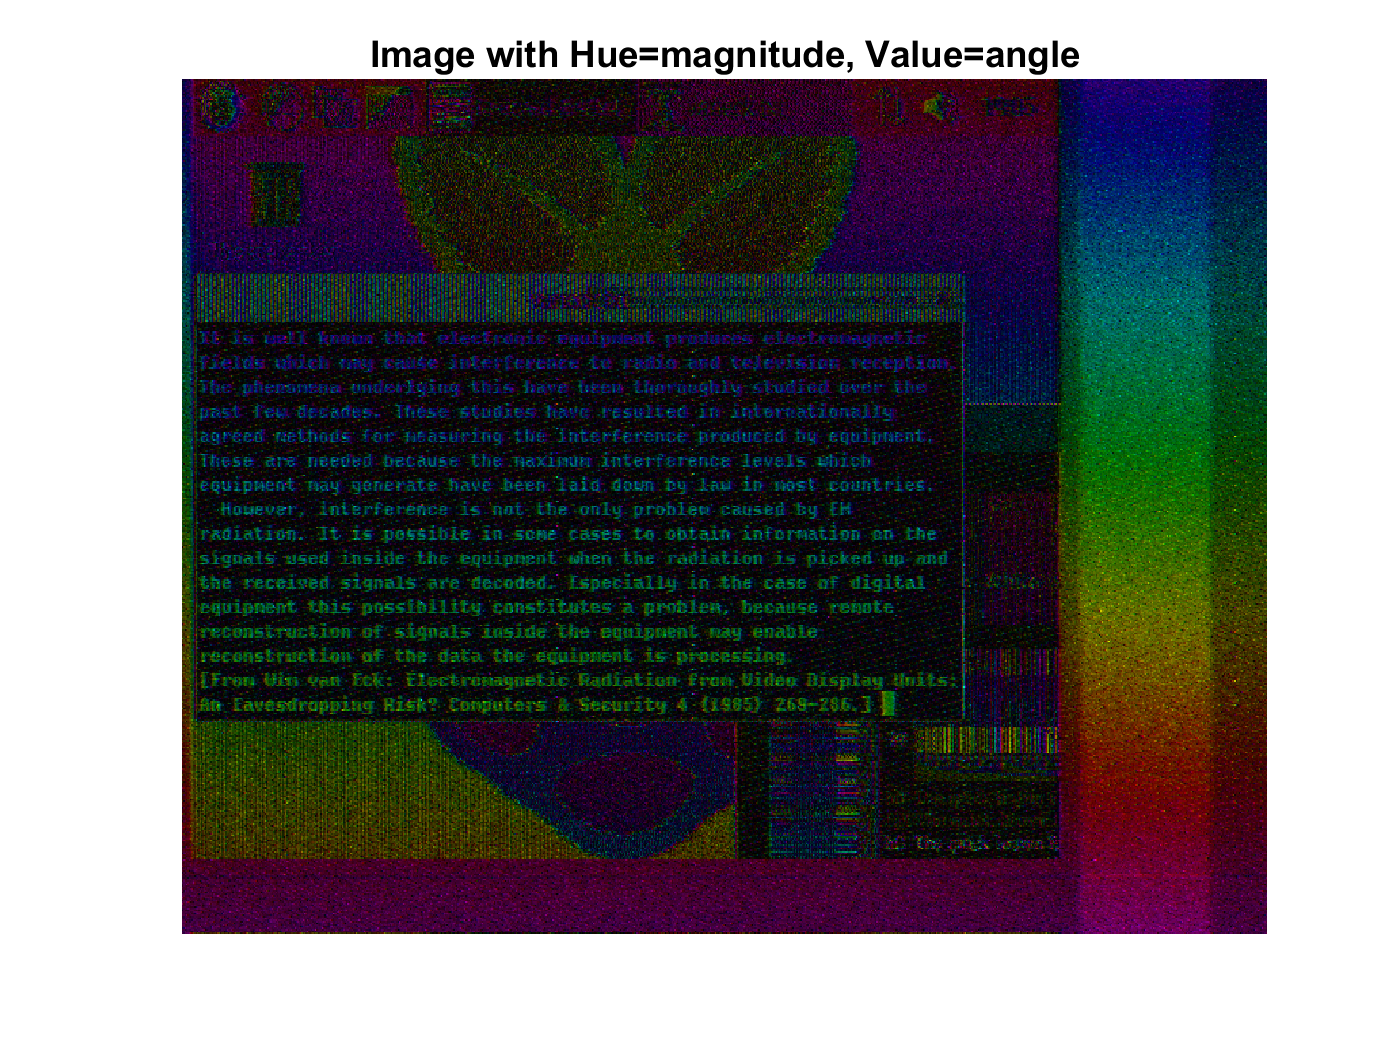 Image with Hue=magnitude, Value=angle
It is well known that electronic equipment produces electromagnetic
fields which may cause interference to radio and television reception.
The phenomena underlying this have been thoroughly studied over the
past few decades. These studies have resulted in internationally
agreed methods for measuring the interference produced by equipment.
These are needed because the maximum interference levels which
equipment may generate have been laid down by law in most countries.
However, interference is not the only problem caused by EM
radiation. It is possible in some cases to obtain information on the
signals used inside the equipment when the radiation is picked up and
the received signals are decoded. Especially in the case of digital
equipment this possibility constitutes a problem, because remote
reconstruction of signals inside the equipment may enable
reconstruction of the data the equipment is processing.
[From Wim van Eck: Electromagnetic Radiation from Video Display Units:
An Eavesdropping Risk? Computers & Security 4 (1985) 269-286.]